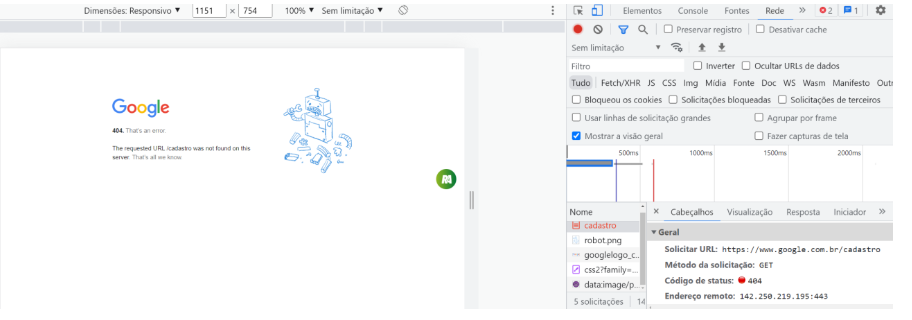 Dimensões: Responsivo ▼ 1151 × 754 100% ▼ Sem limitação ▼
Elementos Console Fontes Rede » 2 1
Preservar registro Desativar cache
Sem limitação ▼
Filtro Inverter Ocultar URLs de dados
Tudo Fetch/XHR JS CSS Img Mídia Fonte Doc WS Wasm Manifesto Outr
Bloqueou os cookies Solicitações bloqueadas Solicitações de terceiros
Usar linhas de solicitação grandes Agrupar por frame
Mostrar a visão geral Fazer capturas de tela
500ms 1000ms 1500ms 2000ms
Google
404. That's an error.
The requested URL /cadastro was not found on this
server. That's all we know.
RA
Nome
cadastro
robot.png
googlelogo_c...
css2?family=...
data:image/p...
5 solicitações 14
× Cabeçalhos Visualização Resposta Iniciador »
▼ Geral
Solicitar URL: https://www.google.com.br/cadastro
Método da solicitação: GET
Código de status: 404
Endereço remoto: 142.250.219.195:443